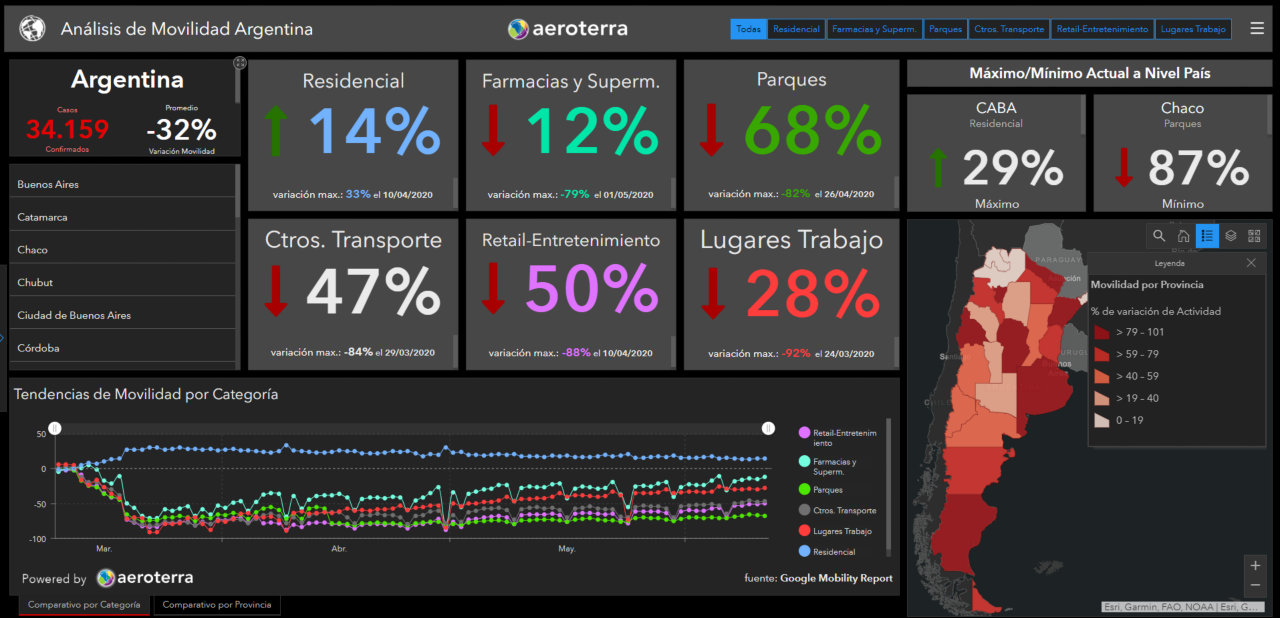 Análisis de Movilidad Argentina
aeroterra
Todas
Residencial
Farmacias y Superm.
Parques
Ctros. Transporte
Retail-Entretenimiento
Lugares Trabajo
Argentina
Casos
34.159
Confirmados
Promedio
-32%
Variación Movilidad
Buenos Aires
Catamarca
Chaco
Chubut
Ciudad de Buenos Aires
Córdoba
Residencial
14%
variación max.: 33% el 10/04/2020
Farmacias y Superm.
12%
variación max.: -79% el 01/05/2020
Parques
68%
variación max.: -82% el 26/04/2020
Ctros. Transporte
47%
variación max.: -84% el 29/03/2020
Retail-Entretenimiento
50%
variación max.: -88% el 10/04/2020
Lugares Trabajo
28%
variación max.: -92% el 24/03/2020
Máximo/Mínimo Actual a Nivel País
CABA
Residencial
29%
Máximo
Chaco
Parques
87%
Mínimo
PARAGUAY
Leyenda
Movilidad por Provincia
% de variación de Actividad
> 79 - 101
> 59 - 79
> 40 - 59
> 19 - 40
0 - 19
Buenos
+
−
Esri, Garmin, FAO, NOAA | Esri, G...
Tendencias de Movilidad por Categoría
50
0
-50
-100
Mar.
Abr.
May.
Retail-Entretenim
iento
Farmacias y
Superm.
Parques
Ctros. Transporte
Lugares Trabajo
Residencial
Powered by aeroterra
fuente: Google Mobility Report
Comparativo por Categoría
Comparativo por Provincia